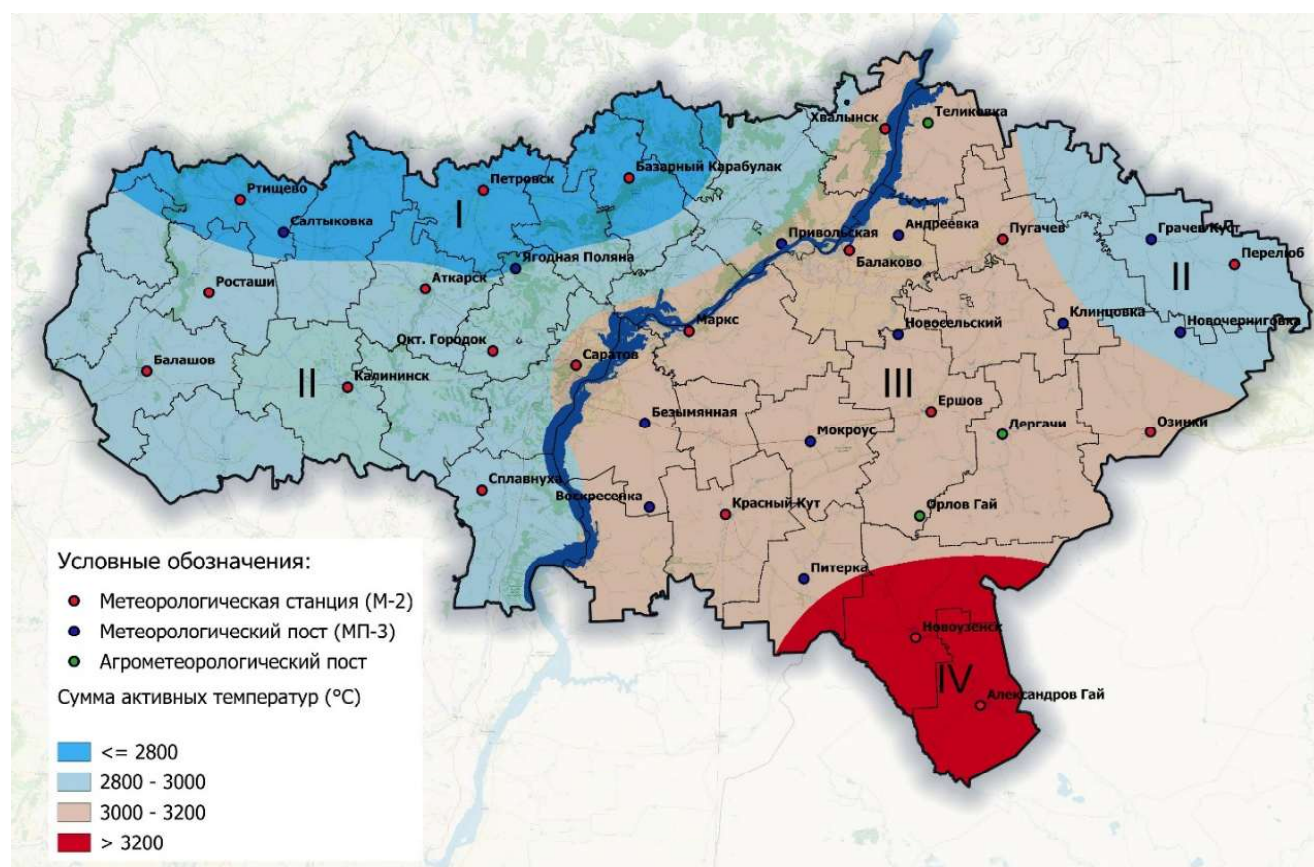 Хвалынск
Теликовка
Базарный Карабулак
Петровск
Ртищево
I
Салтыковка
Привольская
Андреевка
Пугачев
Грачев Куст
Перелюб
Ягодная Поляна
Балаково
II
Аткарск
Росташи
Маркс
Новосельский
Клинцовка
Новочерниговка
Окт. Городок
Саратов
Балашов
Калининск
II
III
Безымянная
Ершов
Мокроус
Дергачи
Озинки
Сплавнуха
Воскресенка
Красный Кут
Орлов Гай
Питерка
Новоузенск
IV
Александров Гай
Условные обозначения:
Метеорологическая станция (М-2)
Метеорологический пост (МП-3)
Агрометеорологический пост
Сумма активных температур (°C)
<= 2800
2800 - 3000
3000 - 3200
> 3200